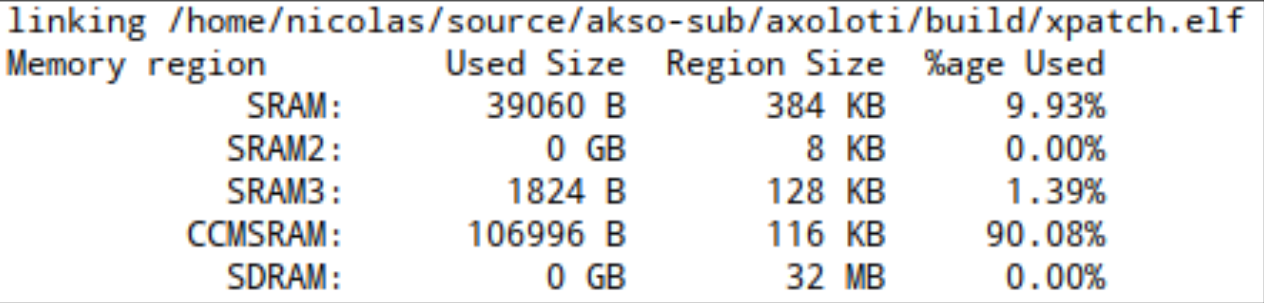 linking /home/nicolas/source/akso-sub/axoloti/build/xpatch.elf
Memory region Used Size Region Size %age Used
SRAM: 39060 B 384 KB 9.93%
SRAM2: 0 GB 8 KB 0.00%
SRAM3: 1824 B 128 KB 1.39%
CCMSRAM: 106996 B 116 KB 90.08%
SDRAM: 0 GB 32 MB 0.00%